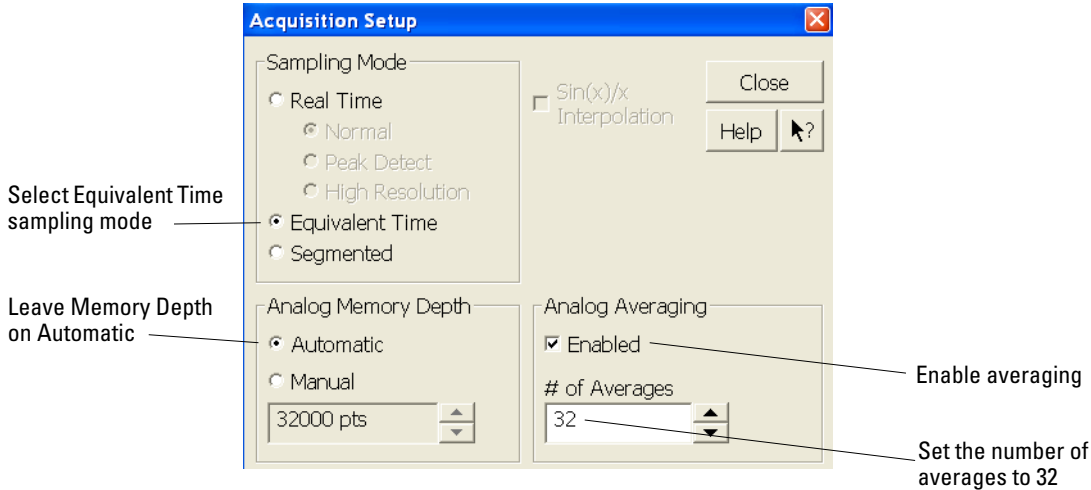 Acquisition Setup
Sampling Mode
Real Time
Normal
Peak Detect
High Resolution
Equivalent Time
Segmented
Sin(x)/x
Interpolation
Close
Help
?
Select Equivalent Time
sampling mode
Leave Memory Depth
on Automatic
Analog Memory Depth
Automatic
Manual
32000 pts
Analog Averaging
Enabled
# of Averages
32
Enable averaging
Set the number of
averages to 32